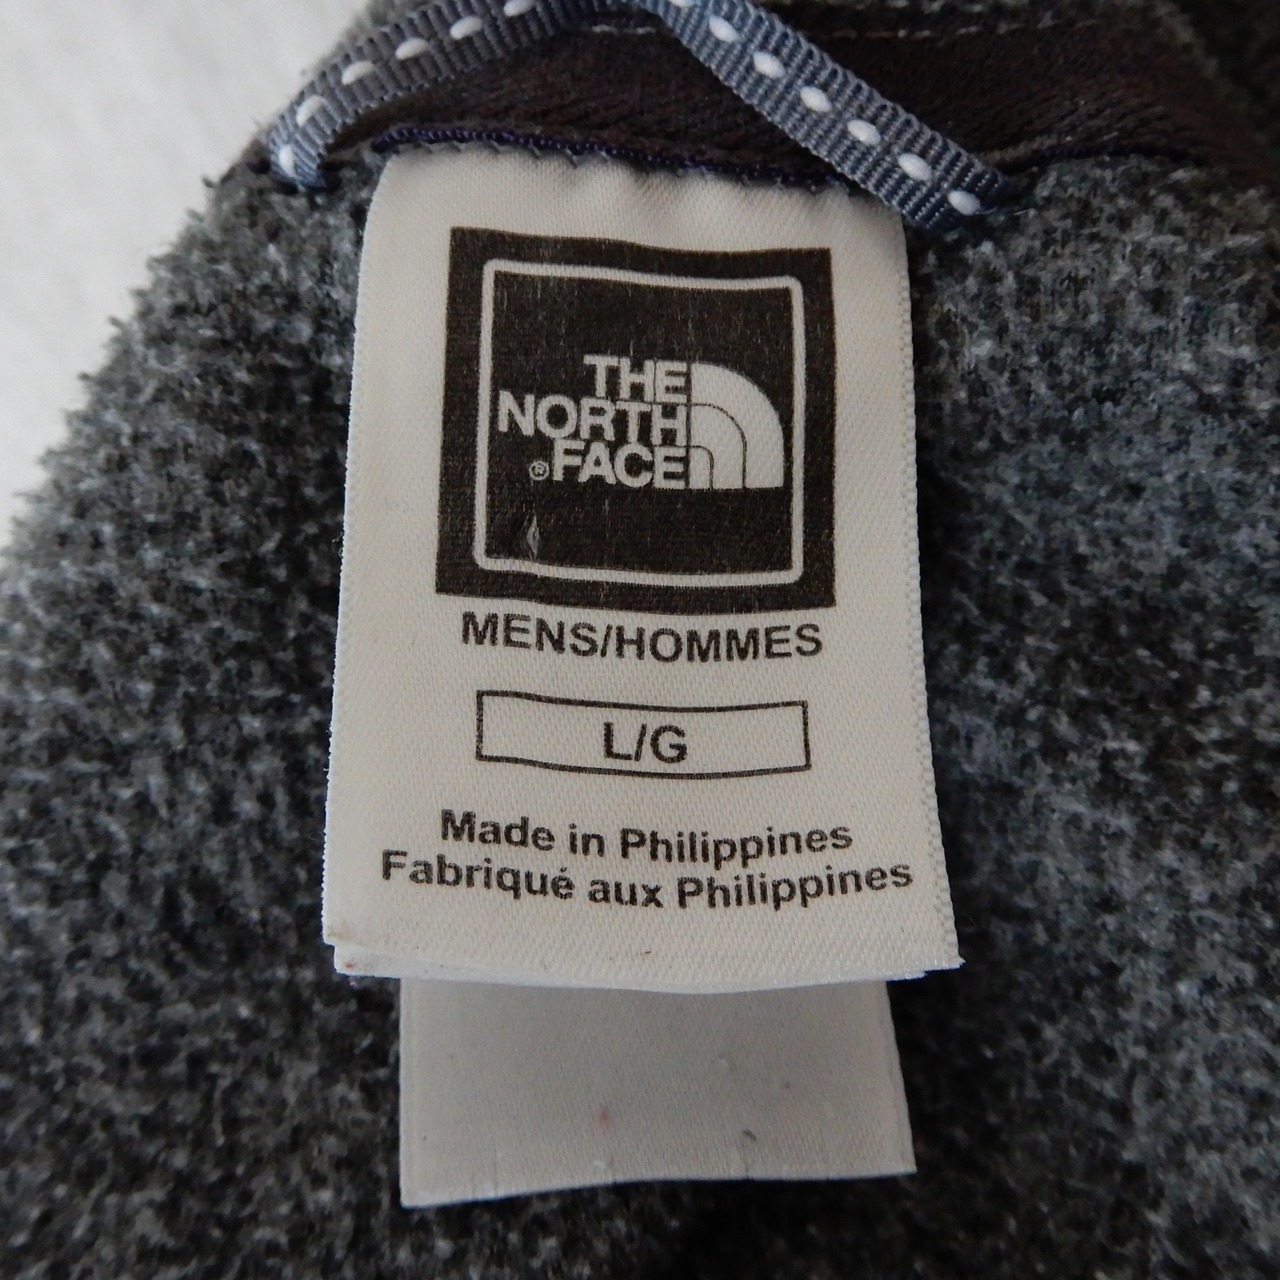 THE
NORTH
®FACE
MENS/HOMMES
L/G
Made in Philippines
Fabriqué aux Philippines